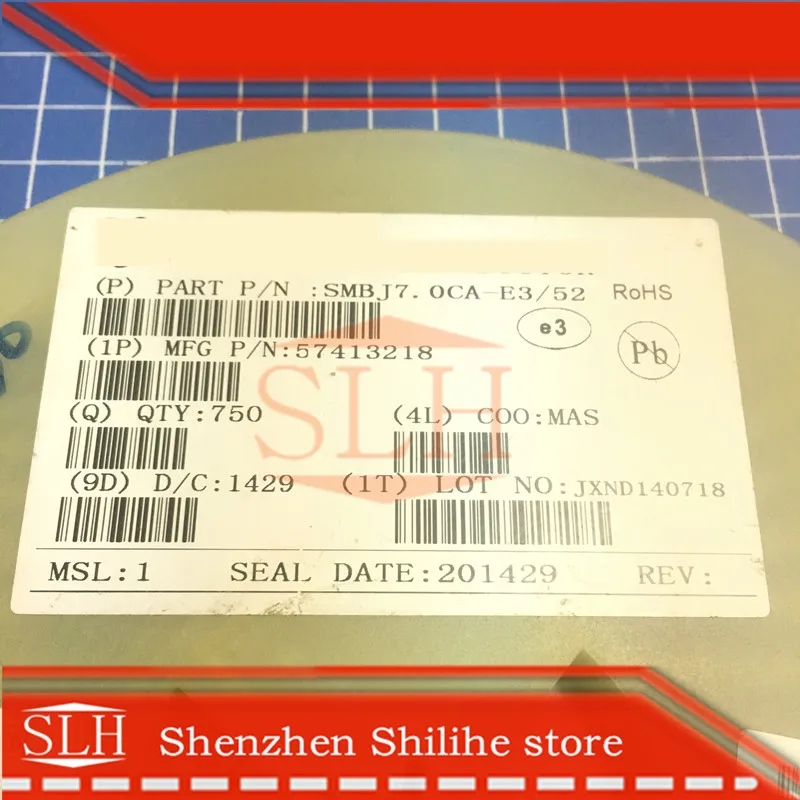 (P) PART P/N :SMBJ7.0CA-E3/52 RoHS
e3
Pb
(1P) MFG P/N:57413218
(Q) QTY:750
(4L) COO:MAS
(9D) D/C:1429
(1T) LOT NO:JXND140718
MSL:1 SEAL DATE:201429 REV:
SLH
SLH Shenzhen Shilihe store